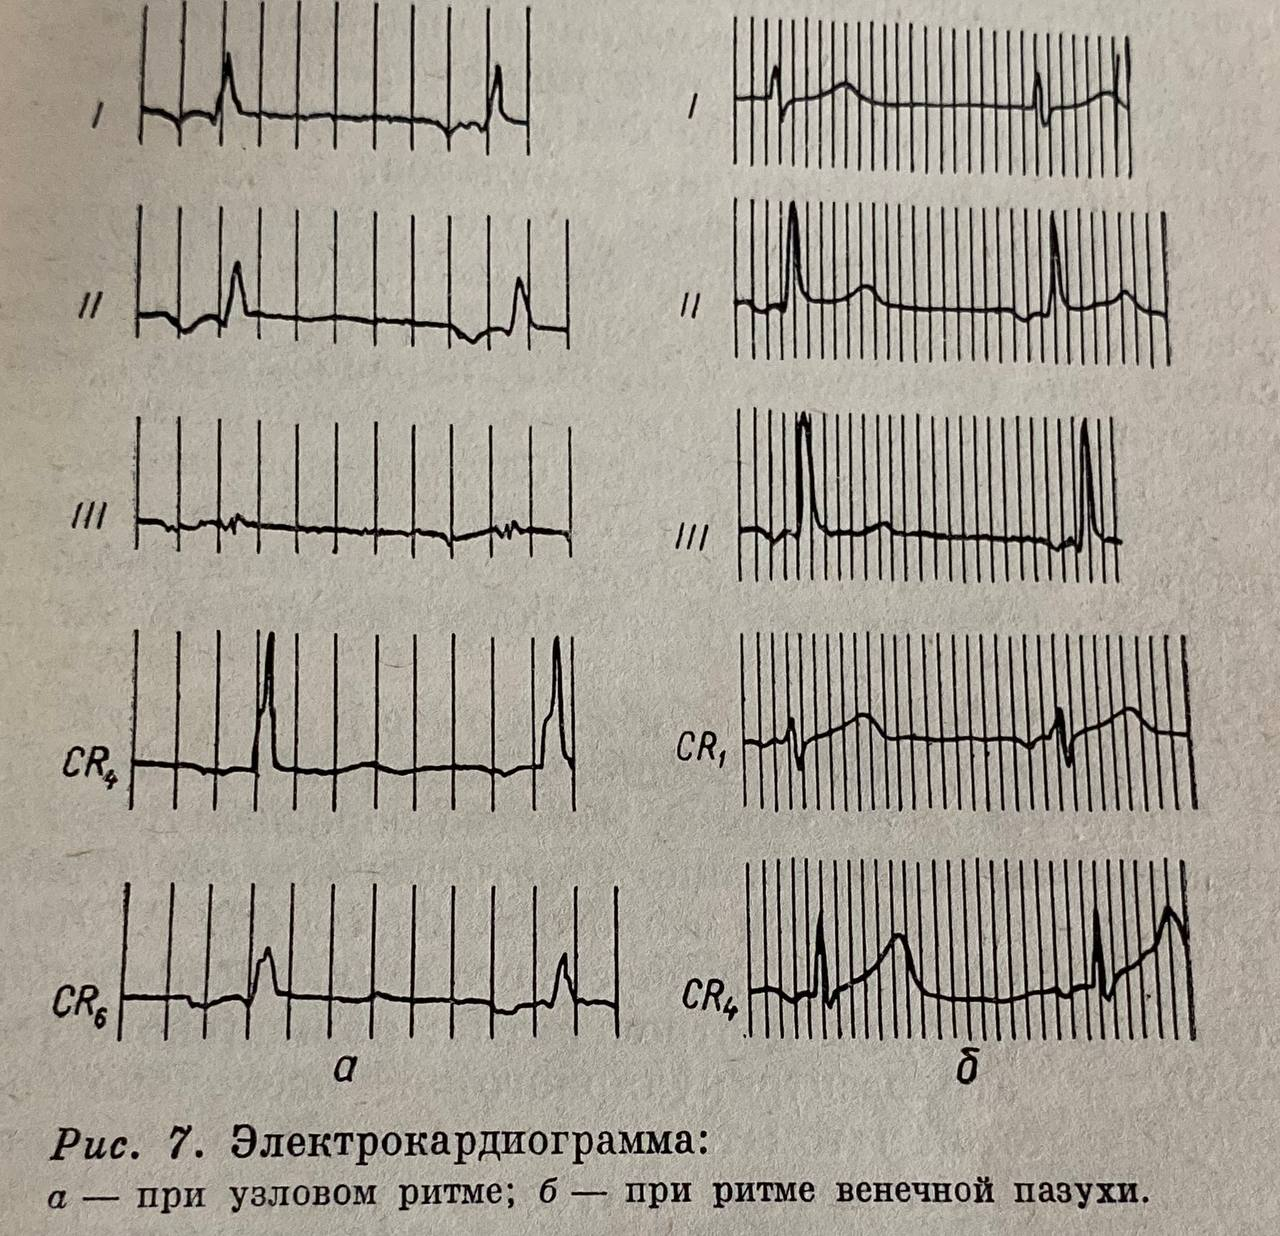 I
I
II
II
III
III
CR₄
CR₁
CR₆
CR₄
а
б
Рис. 7. Электрокардиограмма:
а — при узловом ритме; б — при ритме венечной пазухи.